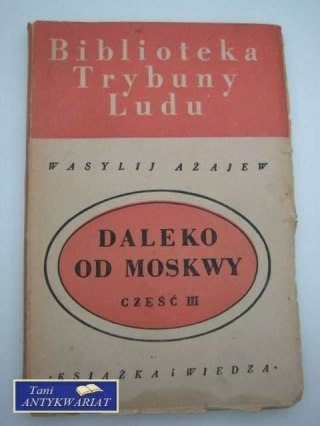 Biblioteka
Trybuny
Ludu
WASYLIJ AŻAJEW
DALEKO
OD MOSKWY
CZĘŚĆ III
·KSIĄŻKA i WIEDZA·
Tani
ANTYKWARIAT